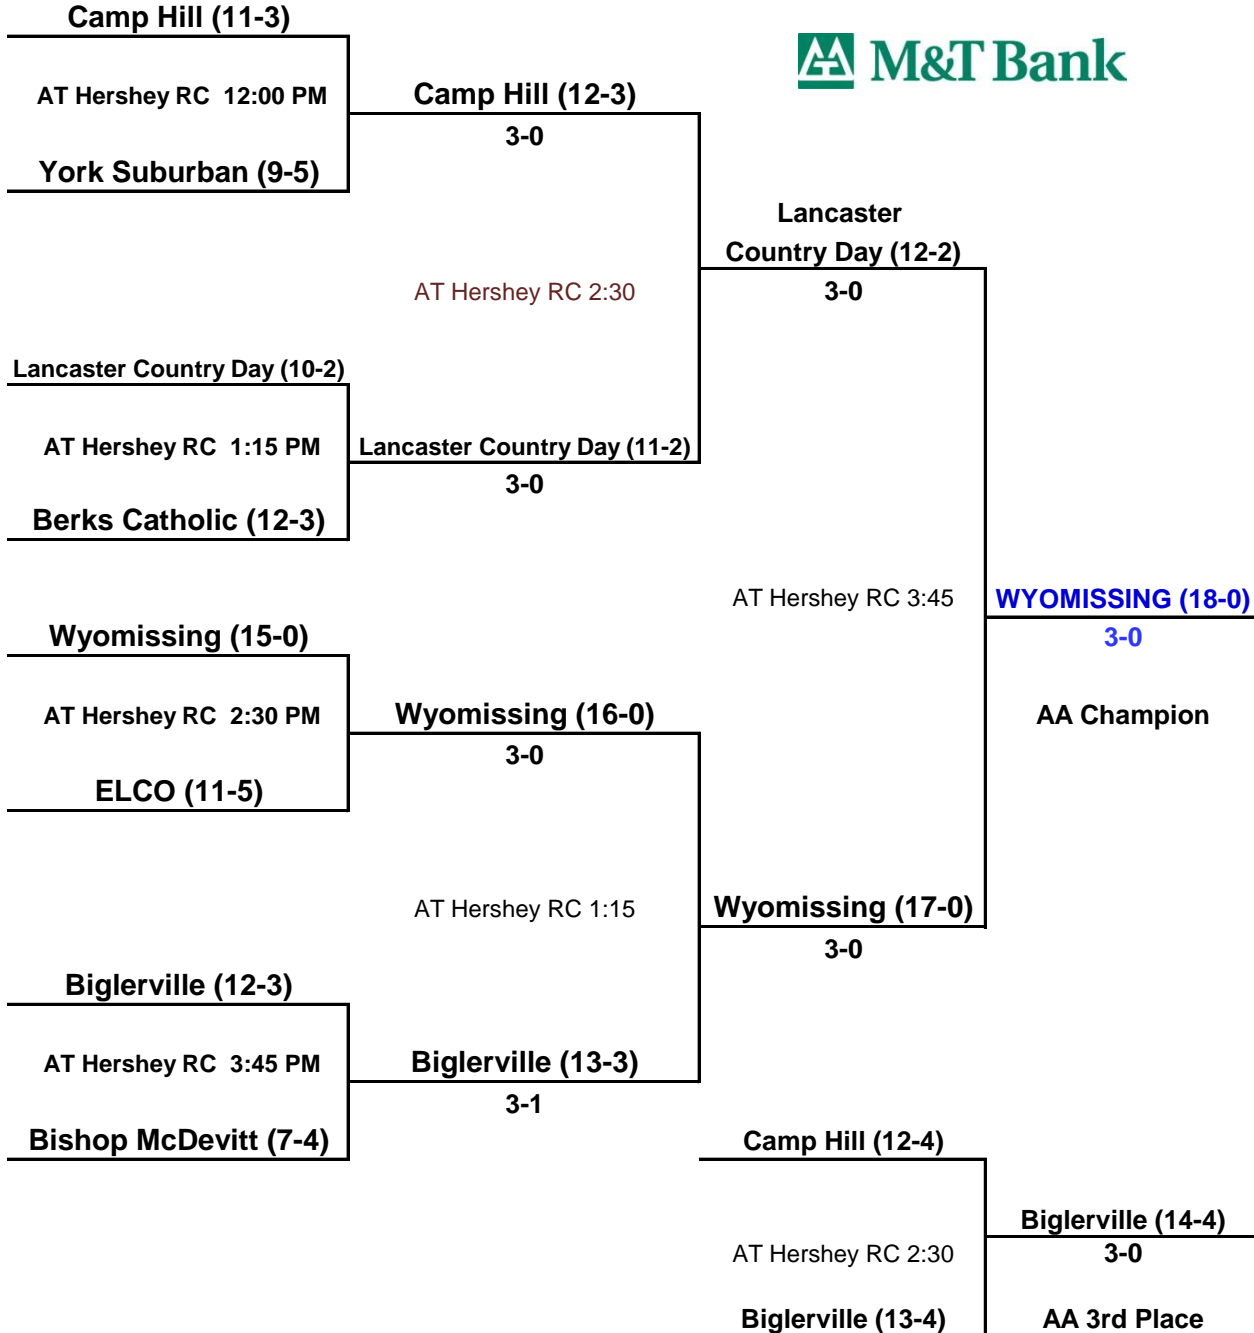 Camp Hill (11-3)
M&T Bank
AT Hershey RC 12:00 PM
Camp Hill (12-3)
3-0
York Suburban (9-5)
Lancaster
Country Day (12-2)
3-0
AT Hershey RC 2:30
Lancaster Country Day (10-2)
AT Hershey RC 1:15 PM
Lancaster Country Day (11-2)
3-0
Berks Catholic (12-3)
AT Hershey RC 3:45
WYOMISSING (18-0)
3-0
AA Champion
Wyomissing (15-0)
AT Hershey RC 2:30 PM
Wyomissing (16-0)
3-0
ELCO (11-5)
AT Hershey RC 1:15
Wyomissing (17-0)
3-0
Biglerville (12-3)
AT Hershey RC 3:45 PM
Biglerville (13-3)
3-1
Bishop McDevitt (7-4)
Camp Hill (12-4)
AT Hershey RC 2:30
Biglerville (14-4)
3-0
Biglerville (13-4)
AA 3rd Place